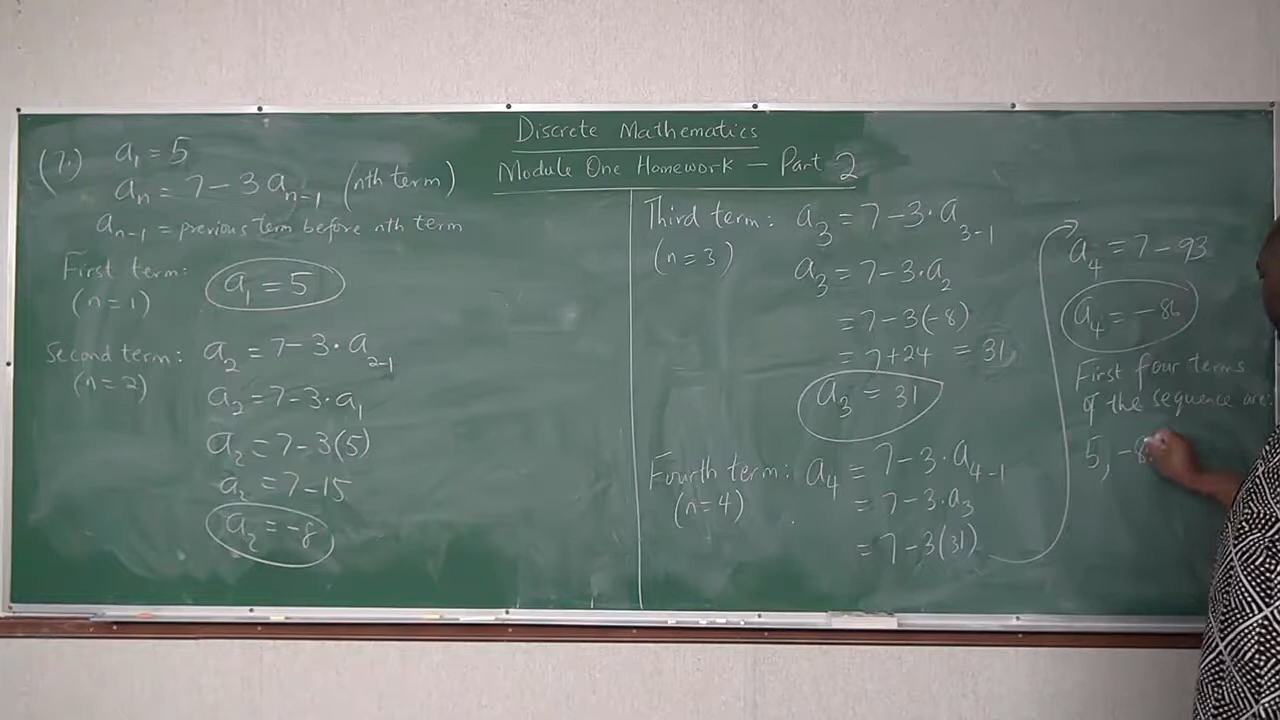 Discrete Mathematics
Module One Homework — Part 2
(7.) a₁ = 5
aₙ = 7 – 3 aₙ₋₁ (nth term)
aₙ₋₁ = previous term before nth term
First term: a₁ = 5
(n=1)
Second term: a₂ = 7 – 3 · a₂₋₁
(n=2)
a₂ = 7 – 3 · a₁
a₂ = 7 – 3(5)
a₂ = 7 – 15
a₂ = –8
Third term: a₃ = 7 – 3 · a₃₋₁
(n=3)
a₃ = 7 – 3 · a₂
= 7 – 3(–8)
= 7 + 24 = 31
a₃ = 31
Fourth term: a₄ = 7 – 3 · a₄₋₁
(n=4) = 7 – 3 · a₃
= 7 – 3(31)
a₄ = 7 – 93
a₄ = –86
First four terms
of the sequence are:
5, –8